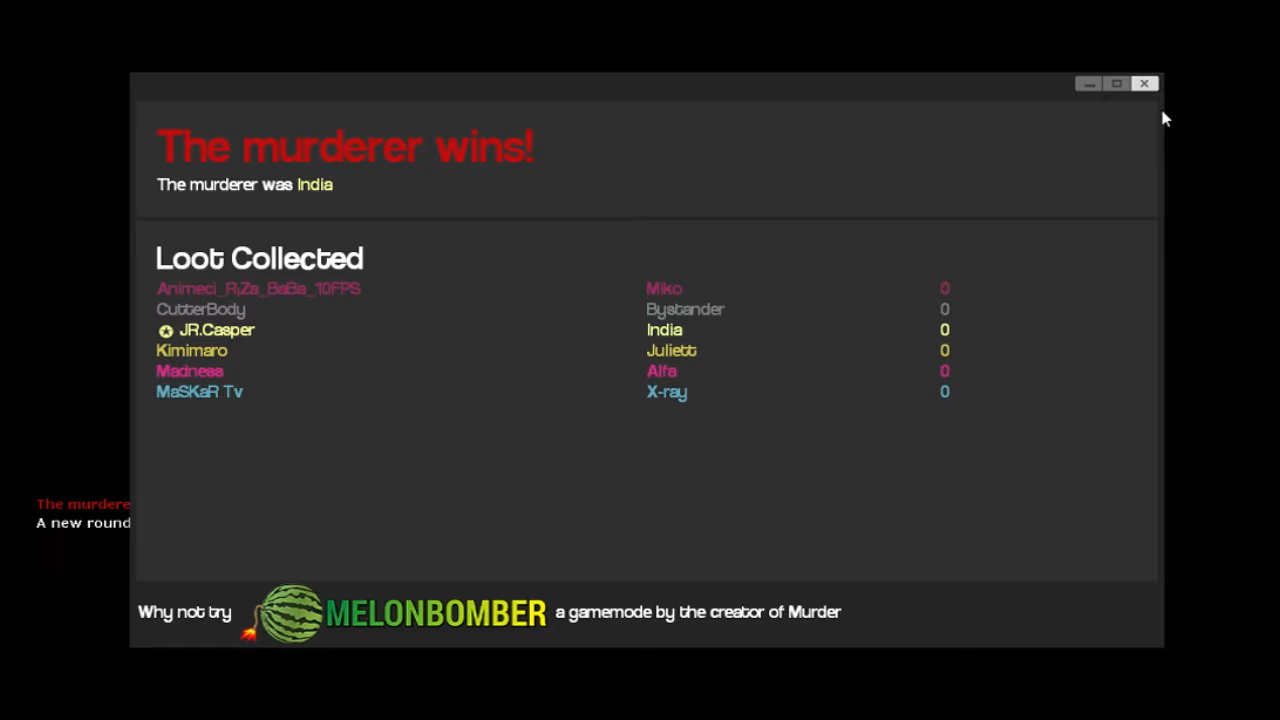 The murderer wins!
The murderer was India
Loot Collected
Animeci_RıZa_BaBa_10FPS Miko 0
CutterBody Bystander 0
JR.Casper India 0
Kimimaro Juliett 0
Madness Alfa 0
MaSKaR Tv X-ray 0
The murdere
A new round
Why not try MELONBOMBER a gamemode by the creator of Murder